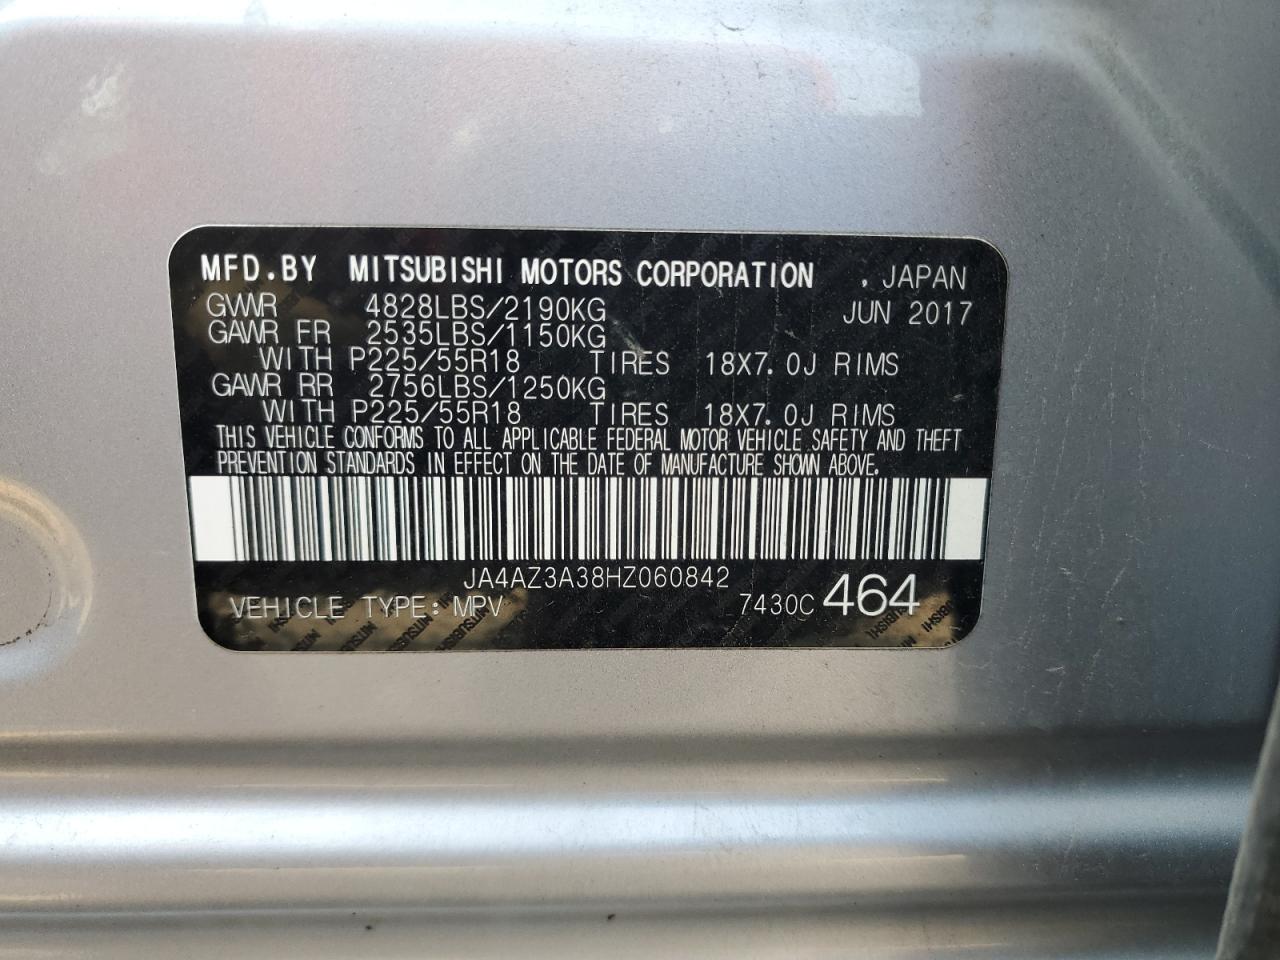 MFD.BY MITSUBISHI MOTORS CORPORATION , JAPAN
GVWR 4828LBS/2190KG JUN 2017
GAWR FR 2535LBS/1150KG
WITH P225/55R18 TIRES 18X7.0J RIMS
GAWR RR 2756LBS/1250KG
WITH P225/55R18 TIRES 18X7.0J RIMS
THIS VEHICLE CONFORMS TO ALL APPLICABLE FEDERAL MOTOR VEHICLE SAFETY AND THEFT
PREVENTION STANDARDS IN EFFECT ON THE DATE OF MANUFACTURE SHOWN ABOVE.
JA4AZ3A38HZ060842
VEHICLE TYPE: MPV 7430C 464